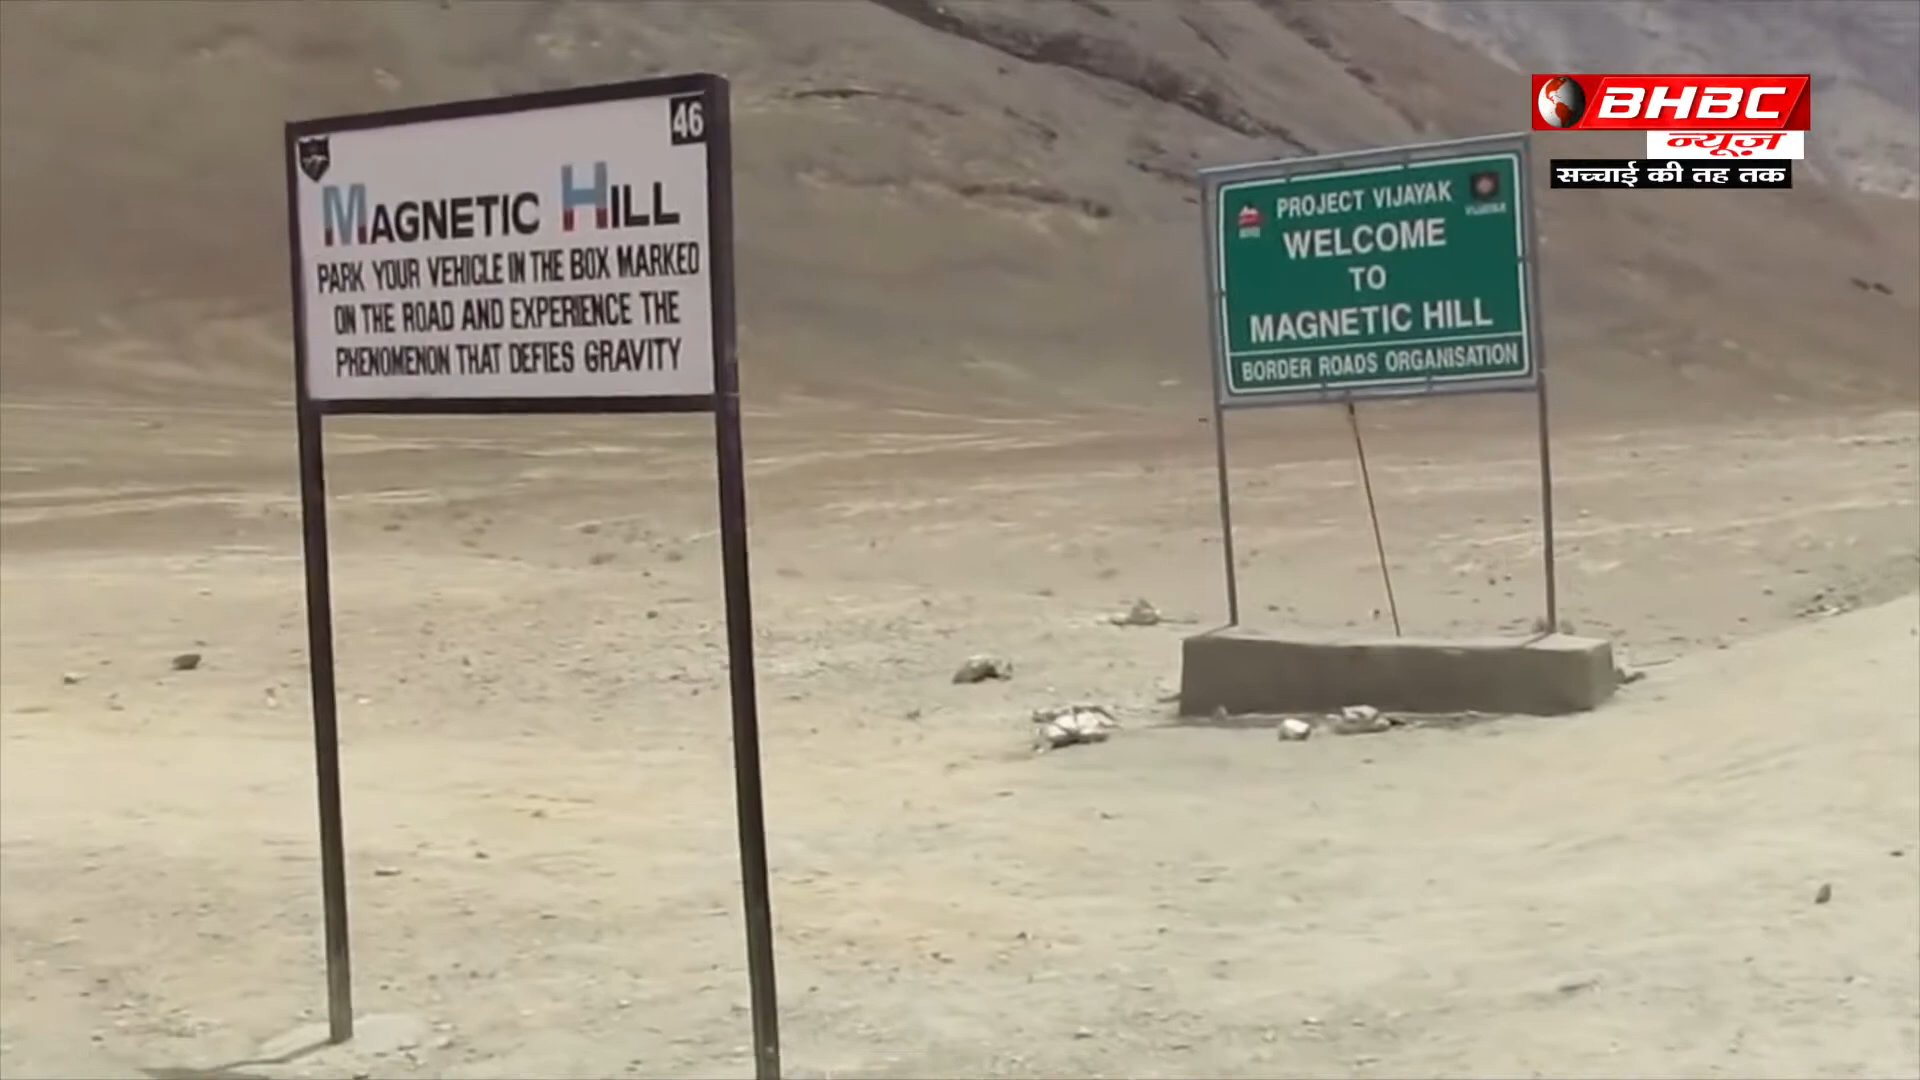 46
MAGNETIC HILL
PARK YOUR VEHICLE IN THE BOX MARKED
ON THE ROAD AND EXPERIENCE THE
PHENOMENON THAT DEFIES GRAVITY
PROJECT VIJAYAK
VIJAYAK
WELCOME
TO
MAGNETIC HILL
BORDER ROADS ORGANISATION
BHBC
न्यूज़
सच्चाई की तह तक